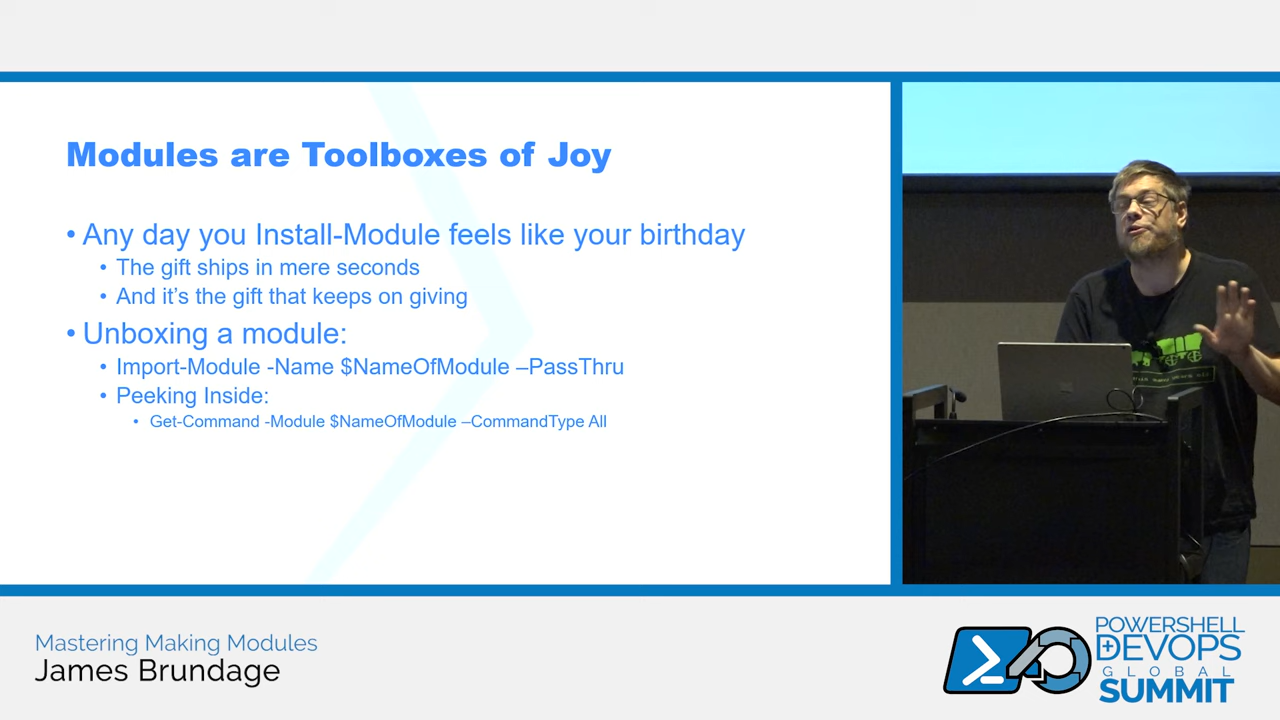 Modules are Toolboxes of Joy
• Any day you Install-Module feels like your birthday
• The gift ships in mere seconds
• And it's the gift that keeps on giving
• Unboxing a module:
• Import-Module -Name $NameOfModule –PassThru
• Peeking Inside:
• Get-Command -Module $NameOfModule –CommandType All
Mastering Making Modules
James Brundage
POWERSHELL
DEVOPS
GLOBAL
SUMMIT